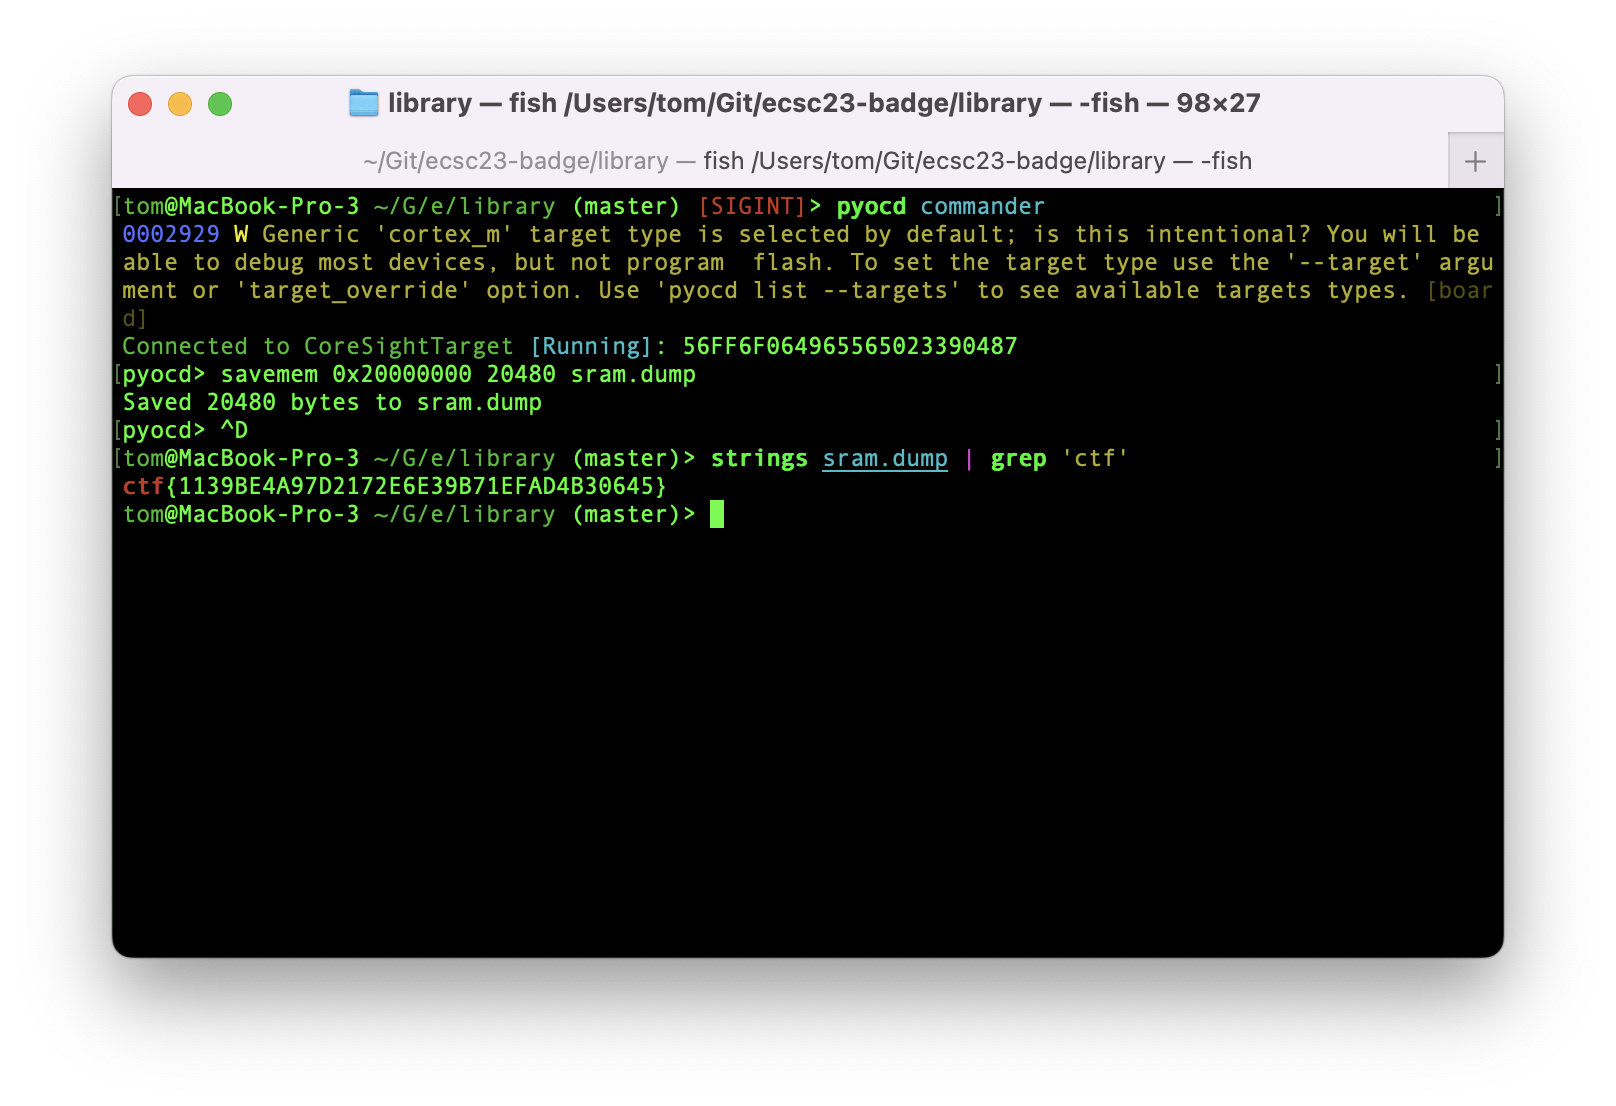 library — fish /Users/tom/Git/ecsc23-badge/library — -fish — 98×27
~/Git/ecsc23-badge/library — fish /Users/tom/Git/ecsc23-badge/library — -fish +
[tom@MacBook-Pro-3 ~/G/e/library (master) [SIGINT]> pyocd commander ]
0002929 W Generic 'cortex_m' target type is selected by default; is this intentional? You will be
able to debug most devices, but not program  flash. To set the target type use the '--target' argu
ment or 'target_override' option. Use 'pyocd list --targets' to see available targets types. [boar
d]
Connected to CoreSightTarget [Running]: 56FF6F064965565023390487
[pyocd> savemem 0x20000000 20480 sram.dump ]
Saved 20480 bytes to sram.dump
[pyocd> ^D ]
[tom@MacBook-Pro-3 ~/G/e/library (master)> strings sram.dump | grep 'ctf' ]
ctf{1139BE4A97D2172E6E39B71EFAD4B30645}
tom@MacBook-Pro-3 ~/G/e/library (master)>